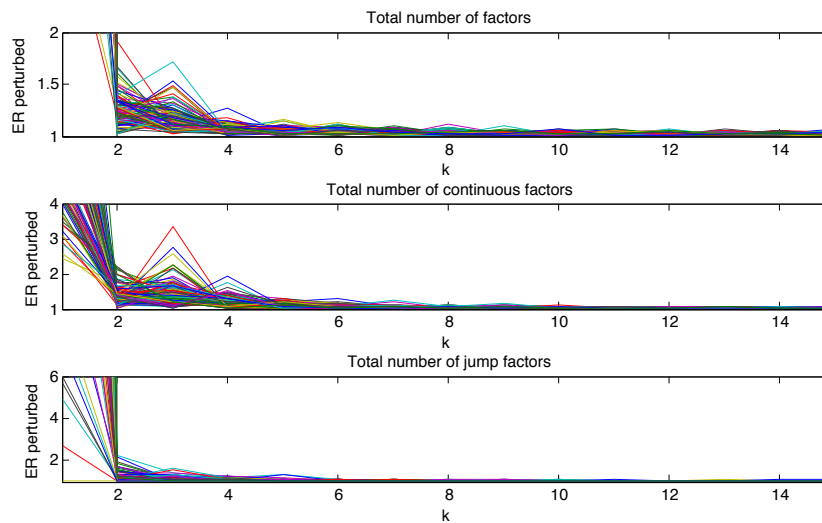 Total number of factors
2
1.5
1
ER perturbed
2 4 6 8 10 12 14
k
Total number of continuous factors
4
3
2
1
ER perturbed
2 4 6 8 10 12 14
k
Total number of jump factors
6
4
2
ER perturbed
2 4 6 8 10 12 14
k